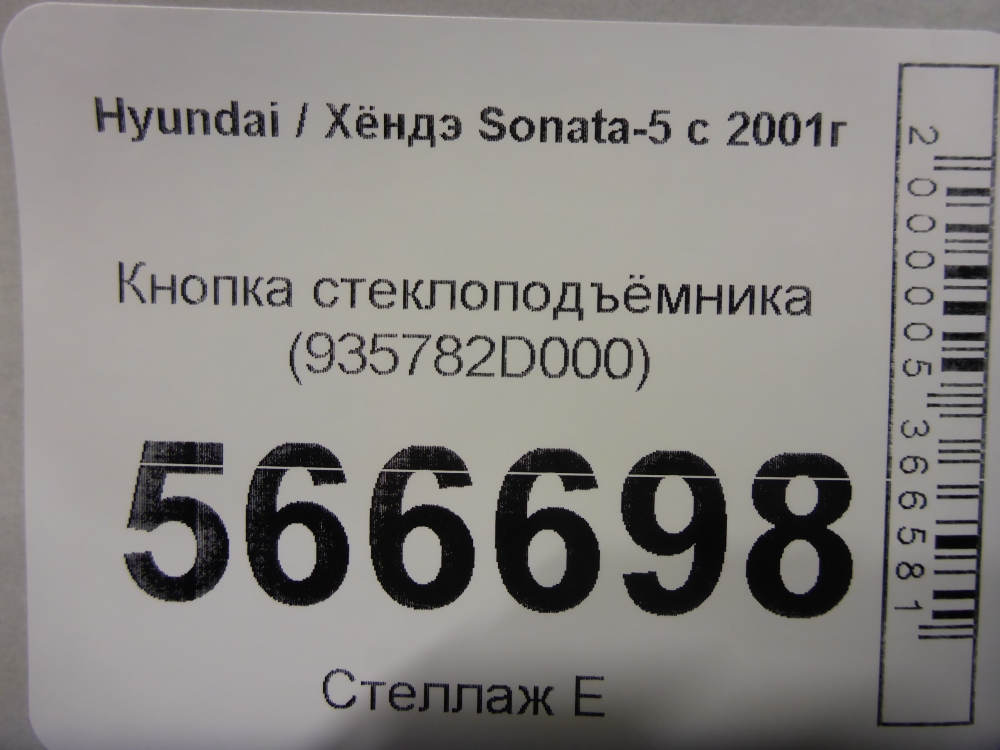 Hyundai / Хёндэ Sonata-5 с 2001г
Кнопка стеклоподъёмника
(935782D000)
566698
Стеллаж Е
2000005366581